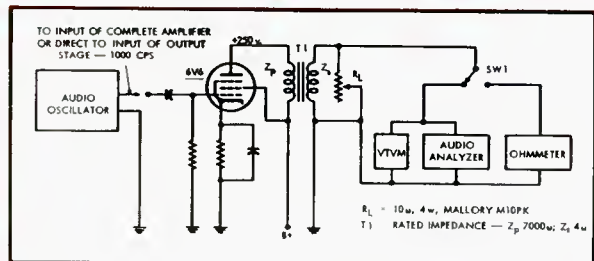 TO INPUT OF COMPLETE AMPLIFIER
OR DIRECT TO INPUT OF OUTPUT
STAGE — 1000 CPS
+250 v.
T1
6V6
Zp
Zs
RL
SW1
AUDIO
OSCILLATOR
VTVM
AUDIO
ANALYZER
OHMMETER
B+
RL = 10ω, 4w, MALLORY M10PK
T1 RATED IMPEDANCE — Zp 7000ω; Zs 4ω